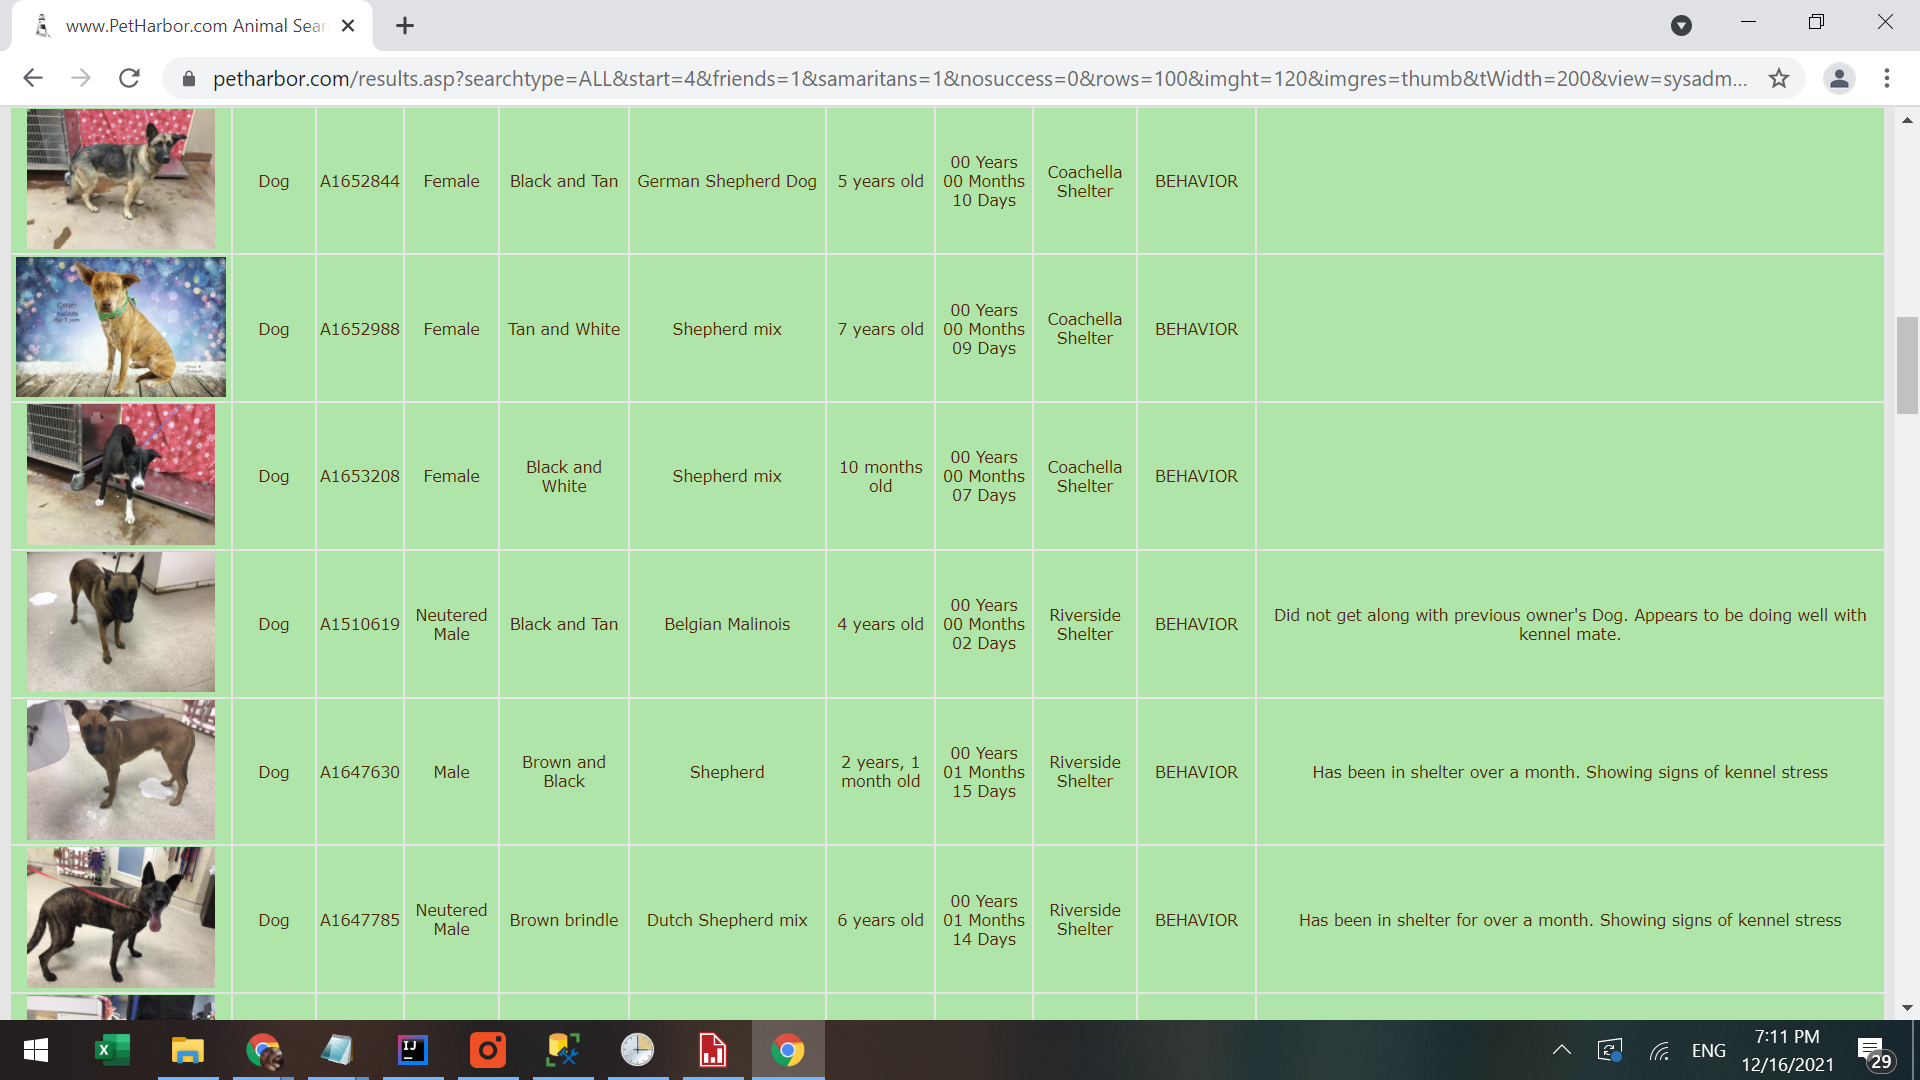 www.PetHarbor.com Animal Sear
petharbor.com/results.asp?searchtype=ALL&start=4&friends=1&samaritans=1&nosuccess=0&rows=100&imght=120&imgres=thumb&tWidth=200&view=sysadm...
Dog
A1652844
Female
Black and Tan
German Shepherd Dog
5 years old
00 Years
00 Months
10 Days
Coachella
Shelter
BEHAVIOR
Dog
A1652988
Female
Tan and White
Shepherd mix
7 years old
00 Years
00 Months
09 Days
Coachella
Shelter
BEHAVIOR
Dog
A1653208
Female
Black and
White
Shepherd mix
10 months
old
00 Years
00 Months
07 Days
Coachella
Shelter
BEHAVIOR
Dog
A1510619
Neutered
Male
Black and Tan
Belgian Malinois
4 years old
00 Years
00 Months
02 Days
Riverside
Shelter
BEHAVIOR
Did not get along with previous owner's Dog. Appears to be doing well with
kennel mate.
Dog
A1647630
Male
Brown and
Black
Shepherd
2 years, 1
month old
00 Years
01 Months
15 Days
Riverside
Shelter
BEHAVIOR
Has been in shelter over a month. Showing signs of kennel stress
Dog
A1647785
Neutered
Male
Brown brindle
Dutch Shepherd mix
6 years old
00 Years
01 Months
14 Days
Riverside
Shelter
BEHAVIOR
Has been in shelter for over a month. Showing signs of kennel stress
X
IJ
ENG
7:11 PM
12/16/2021
29